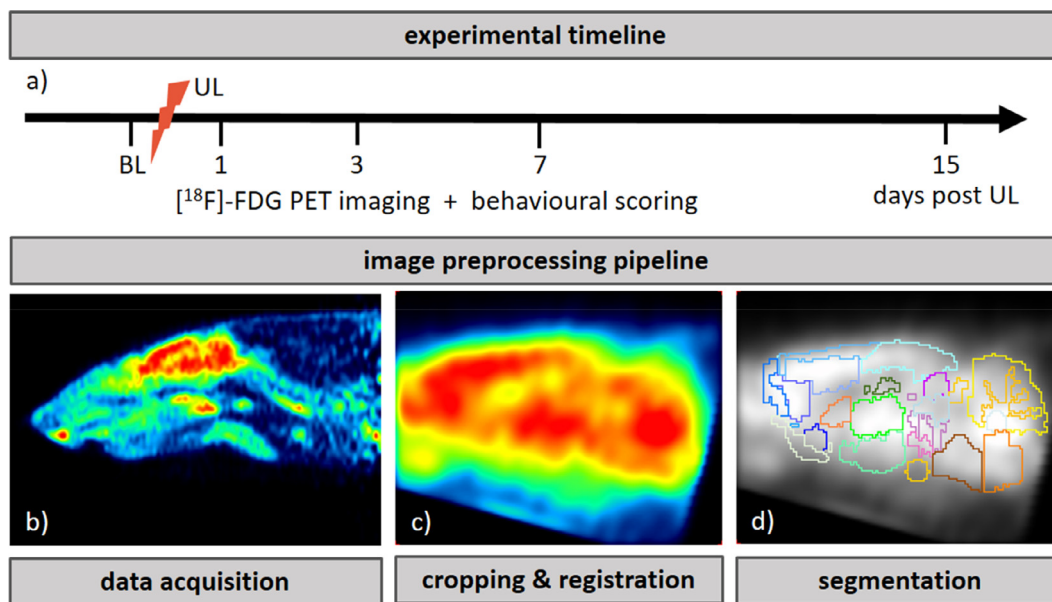 experimental timeline
a)
UL
BL 1 3 7 15
[¹⁸F]-FDG PET imaging + behavioural scoring days post UL
image preprocessing pipeline
b) c) d)
data acquisition cropping & registration segmentation